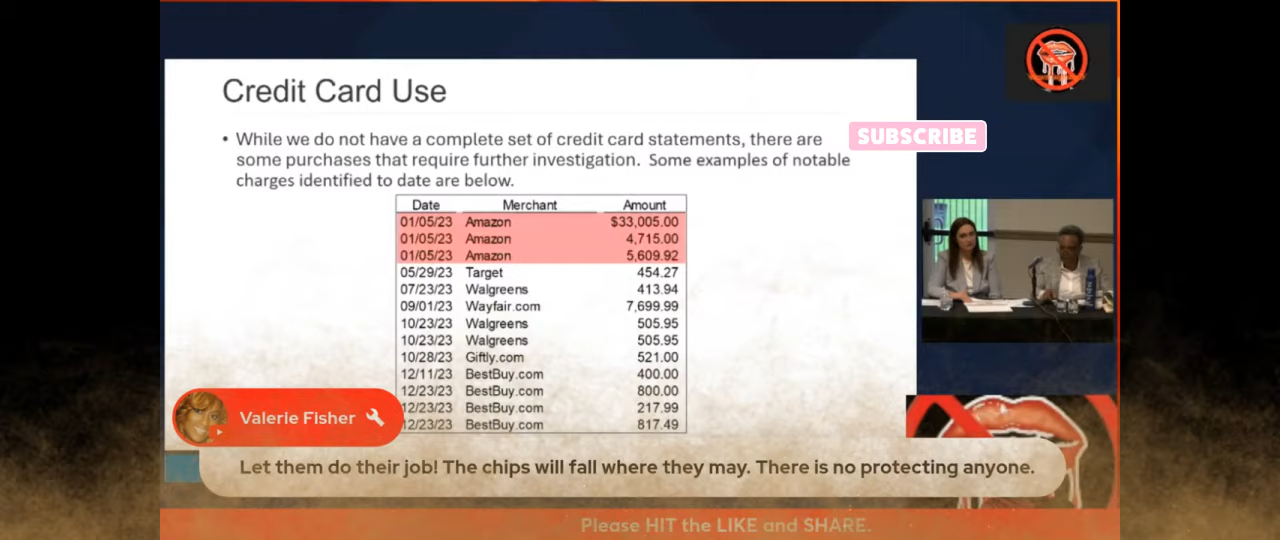 Credit Card Use
• While we do not have a complete set of credit card statements, there are
some purchases that require further investigation. Some examples of notable
charges identified to date are below.
SUBSCRIBE
Date Merchant Amount
01/05/23 Amazon $33,005.00
01/05/23 Amazon 4,715.00
01/05/23 Amazon 5,609.92
05/29/23 Target 454.27
07/23/23 Walgreens 413.94
09/01/23 Wayfair.com 7,699.99
10/23/23 Walgreens 505.95
10/23/23 Walgreens 505.95
10/28/23 Giftly.com 521.00
12/11/23 BestBuy.com 400.00
12/23/23 BestBuy.com 800.00
12/23/23 BestBuy.com 217.99
12/23/23 BestBuy.com 817.49
Valerie Fisher
Let them do their job! The chips will fall where they may. There is no protecting anyone.
Please HIT the LIKE and SHARE.